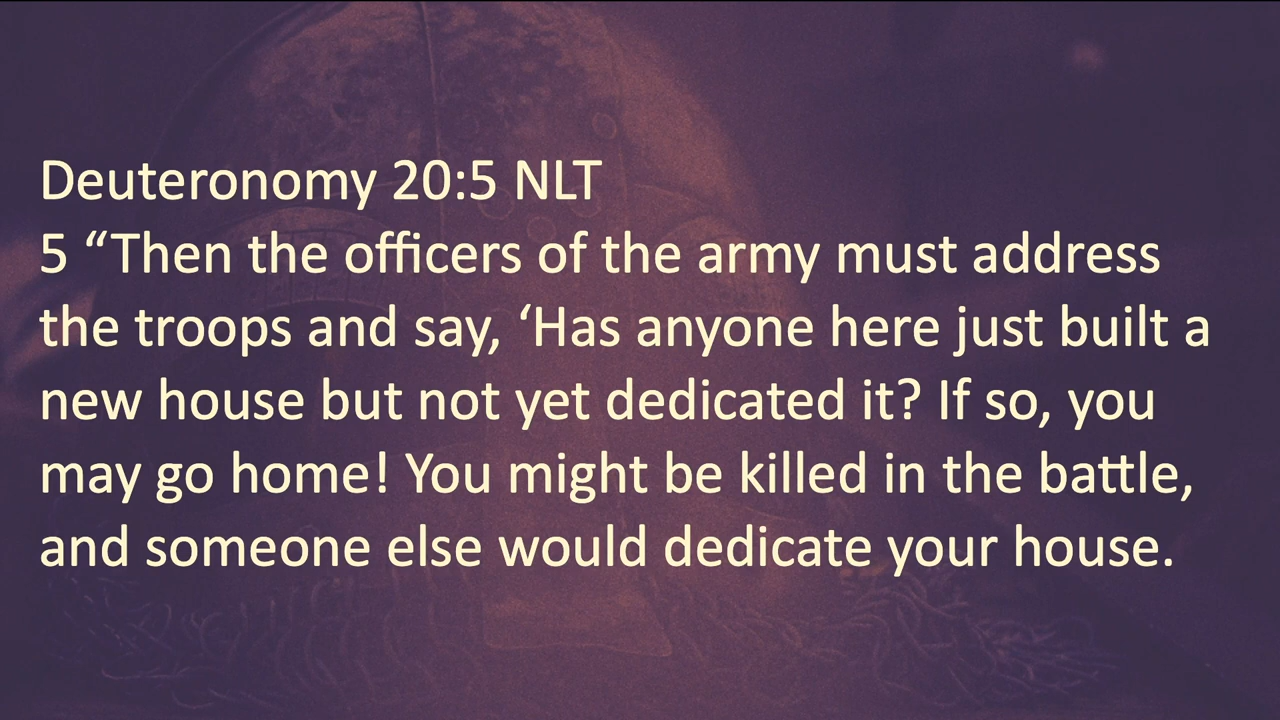 Deuteronomy 20:5 NLT
5 “Then the officers of the army must address
the troops and say, ‘Has anyone here just built a
new house but not yet dedicated it? If so, you
may go home! You might be killed in the battle,
and someone else would dedicate your house.